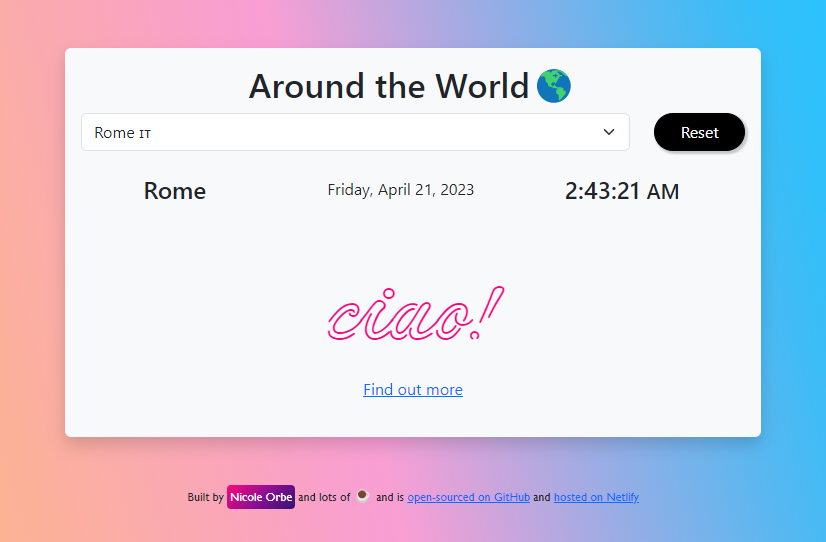 Around the World 🌎
Rome ɪᴛ
Reset
Rome
Friday, April 21, 2023
2:43:21 AM
ciao!
Find out more
Built by Nicole Orbe and lots of ☕ and is open-sourced on GitHub and hosted on Netlify